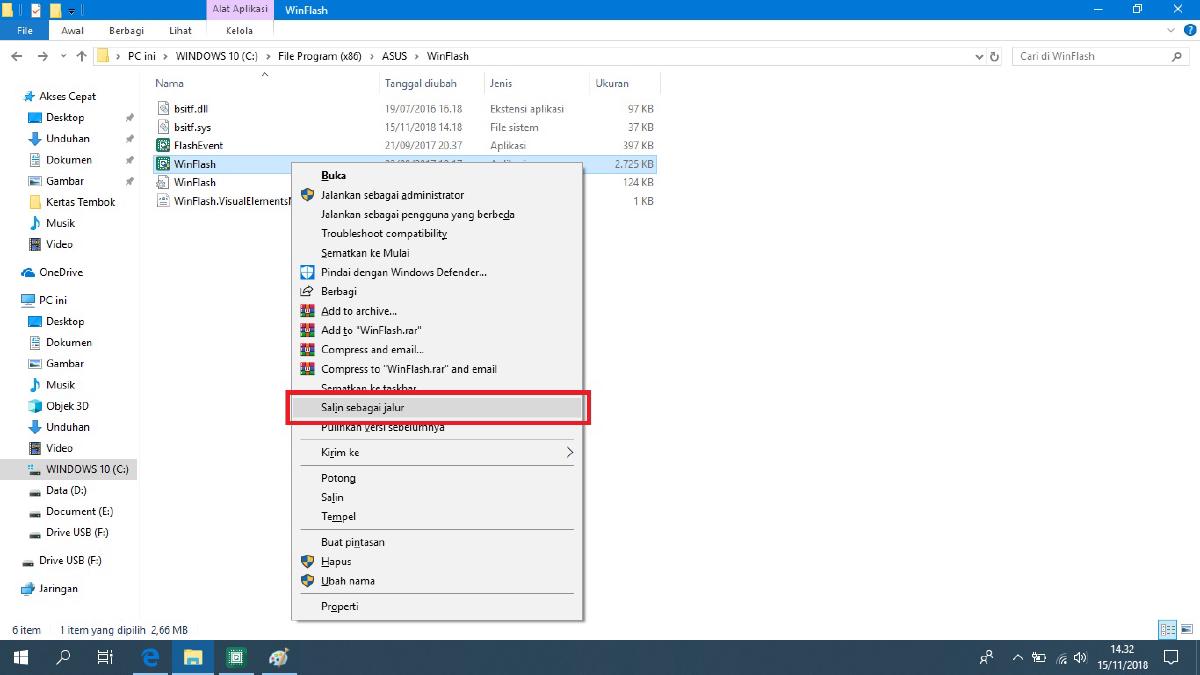 Alat Aplikasi WinFlash
File Awal Berbagi Lihat Kelola
PC ini WINDOWS 10 (C:) File Program (x86) ASUS WinFlash Cari di WinFlash
Nama Tanggal diubah Jenis Ukuran
bsitf.dll 19/07/2016 16.18 Ekstensi aplikasi 97 KB
bsitf.sys 15/11/2018 14.18 File sistem 37 KB
FlashEvent 21/09/2017 20.37 Aplikasi 397 KB
WinFlash 2.725 KB
WinFlash 124 KB
WinFlash.VisualElements 1 KB
Akses Cepat
Desktop
Unduhan
Dokumen
Gambar
Kertas Tembok
Musik
Video
OneDrive
PC ini
Desktop
Dokumen
Gambar
Musik
Objek 3D
Unduhan
Video
WINDOWS 10 (C:)
Data (D:)
Document (E:)
Drive USB (F:)
Drive USB (F:)
Jaringan
Buka
Jalankan sebagai administrator
Jalankan sebagai pengguna yang berbeda
Troubleshoot compatibility
Sematkan ke Mulai
Pindai dengan Windows Defender...
Berbagi
Add to archive...
Add to "WinFlash.rar"
Compress and email...
Compress to "WinFlash.rar" and email
Sematkan ke taskbar
Salin sebagai jalur
Pulihkan versi sebelumnya
Kirim ke
Potong
Salin
Tempel
Buat pintasan
Hapus
Ubah nama
Properti
6 item 1 item yang dipilih 2,66 MB
14.32
15/11/2018